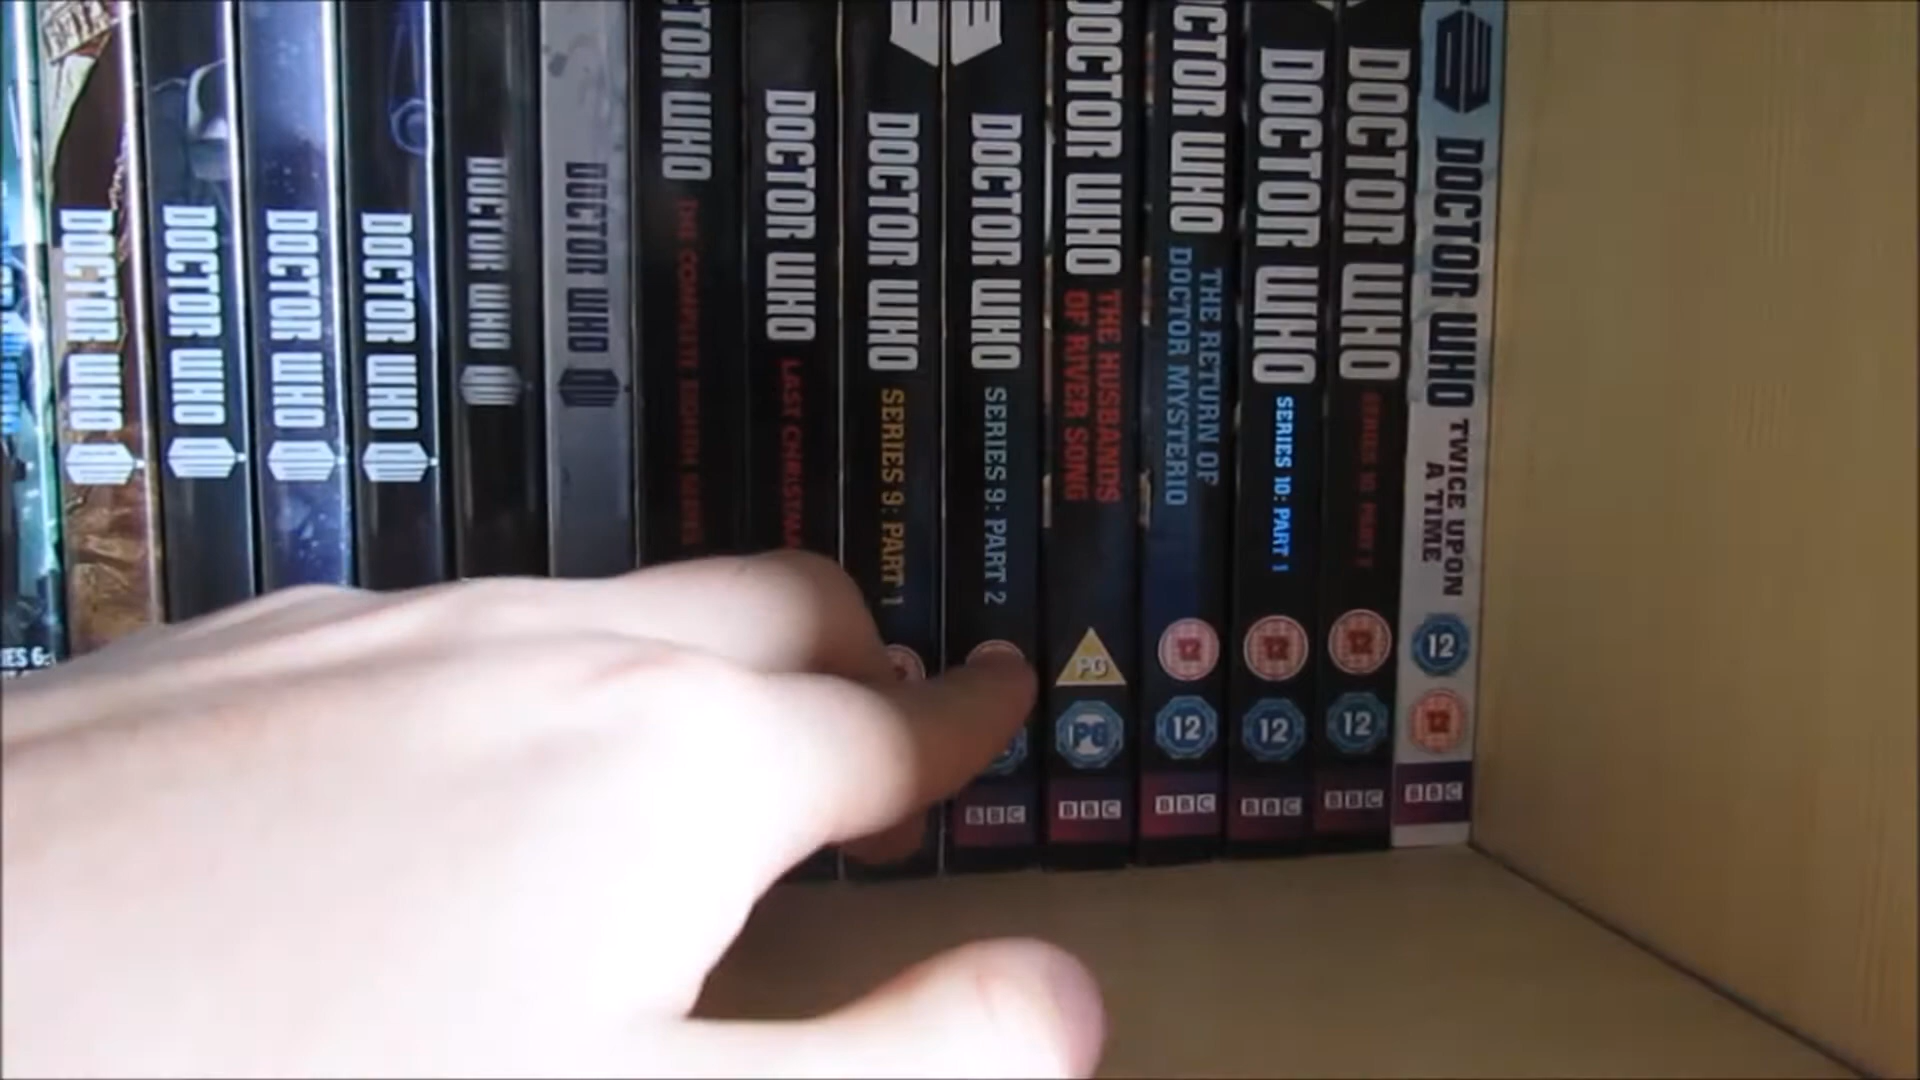 DOCTOR WHO
DOCTOR WHO
DOCTOR WHO
DOCTOR WHO
DOCTOR WHO
DOCTOR WHO
CTOR WHO THE COMPLETE EIGHTH SERIES
DOCTOR WHO LAST CHRISTMA
DOCTOR WHO SERIES 9: PART 1
DOCTOR WHO SERIES 9: PART 2
BBC
DOCTOR WHO THE HUSBANDS
OF RIVER SONG
PG
PG
BBC
OCTOR WHO THE RETURN OF
DOCTOR MYSTERIO
12
12
BBC
DOCTOR WHO SERIES 10: PART 1
12
12
BBC
DOCTOR WHO SERIES 10: PART
12
12
BBC
DOCTOR WHO TWICE UPON
A TIME
12
12
BBC